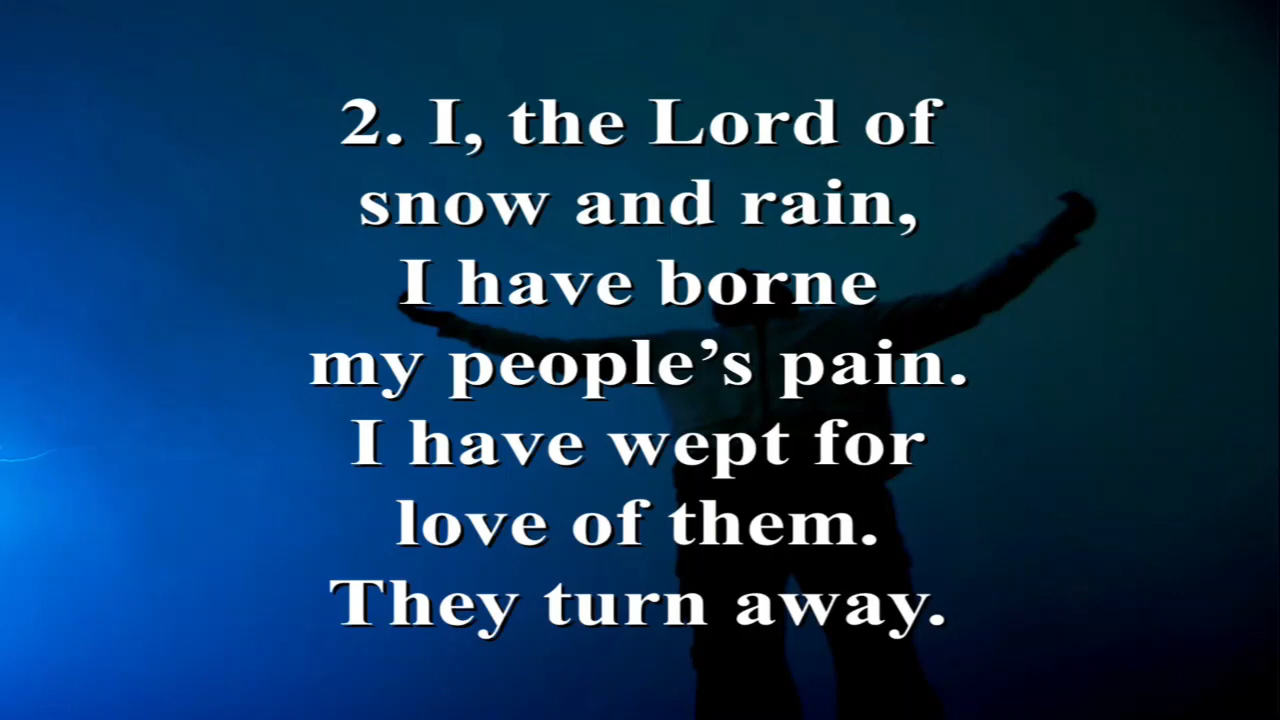 2. I, the Lord of
snow and rain,
I have borne
my people’s pain.
I have wept for
love of them.
They turn away.